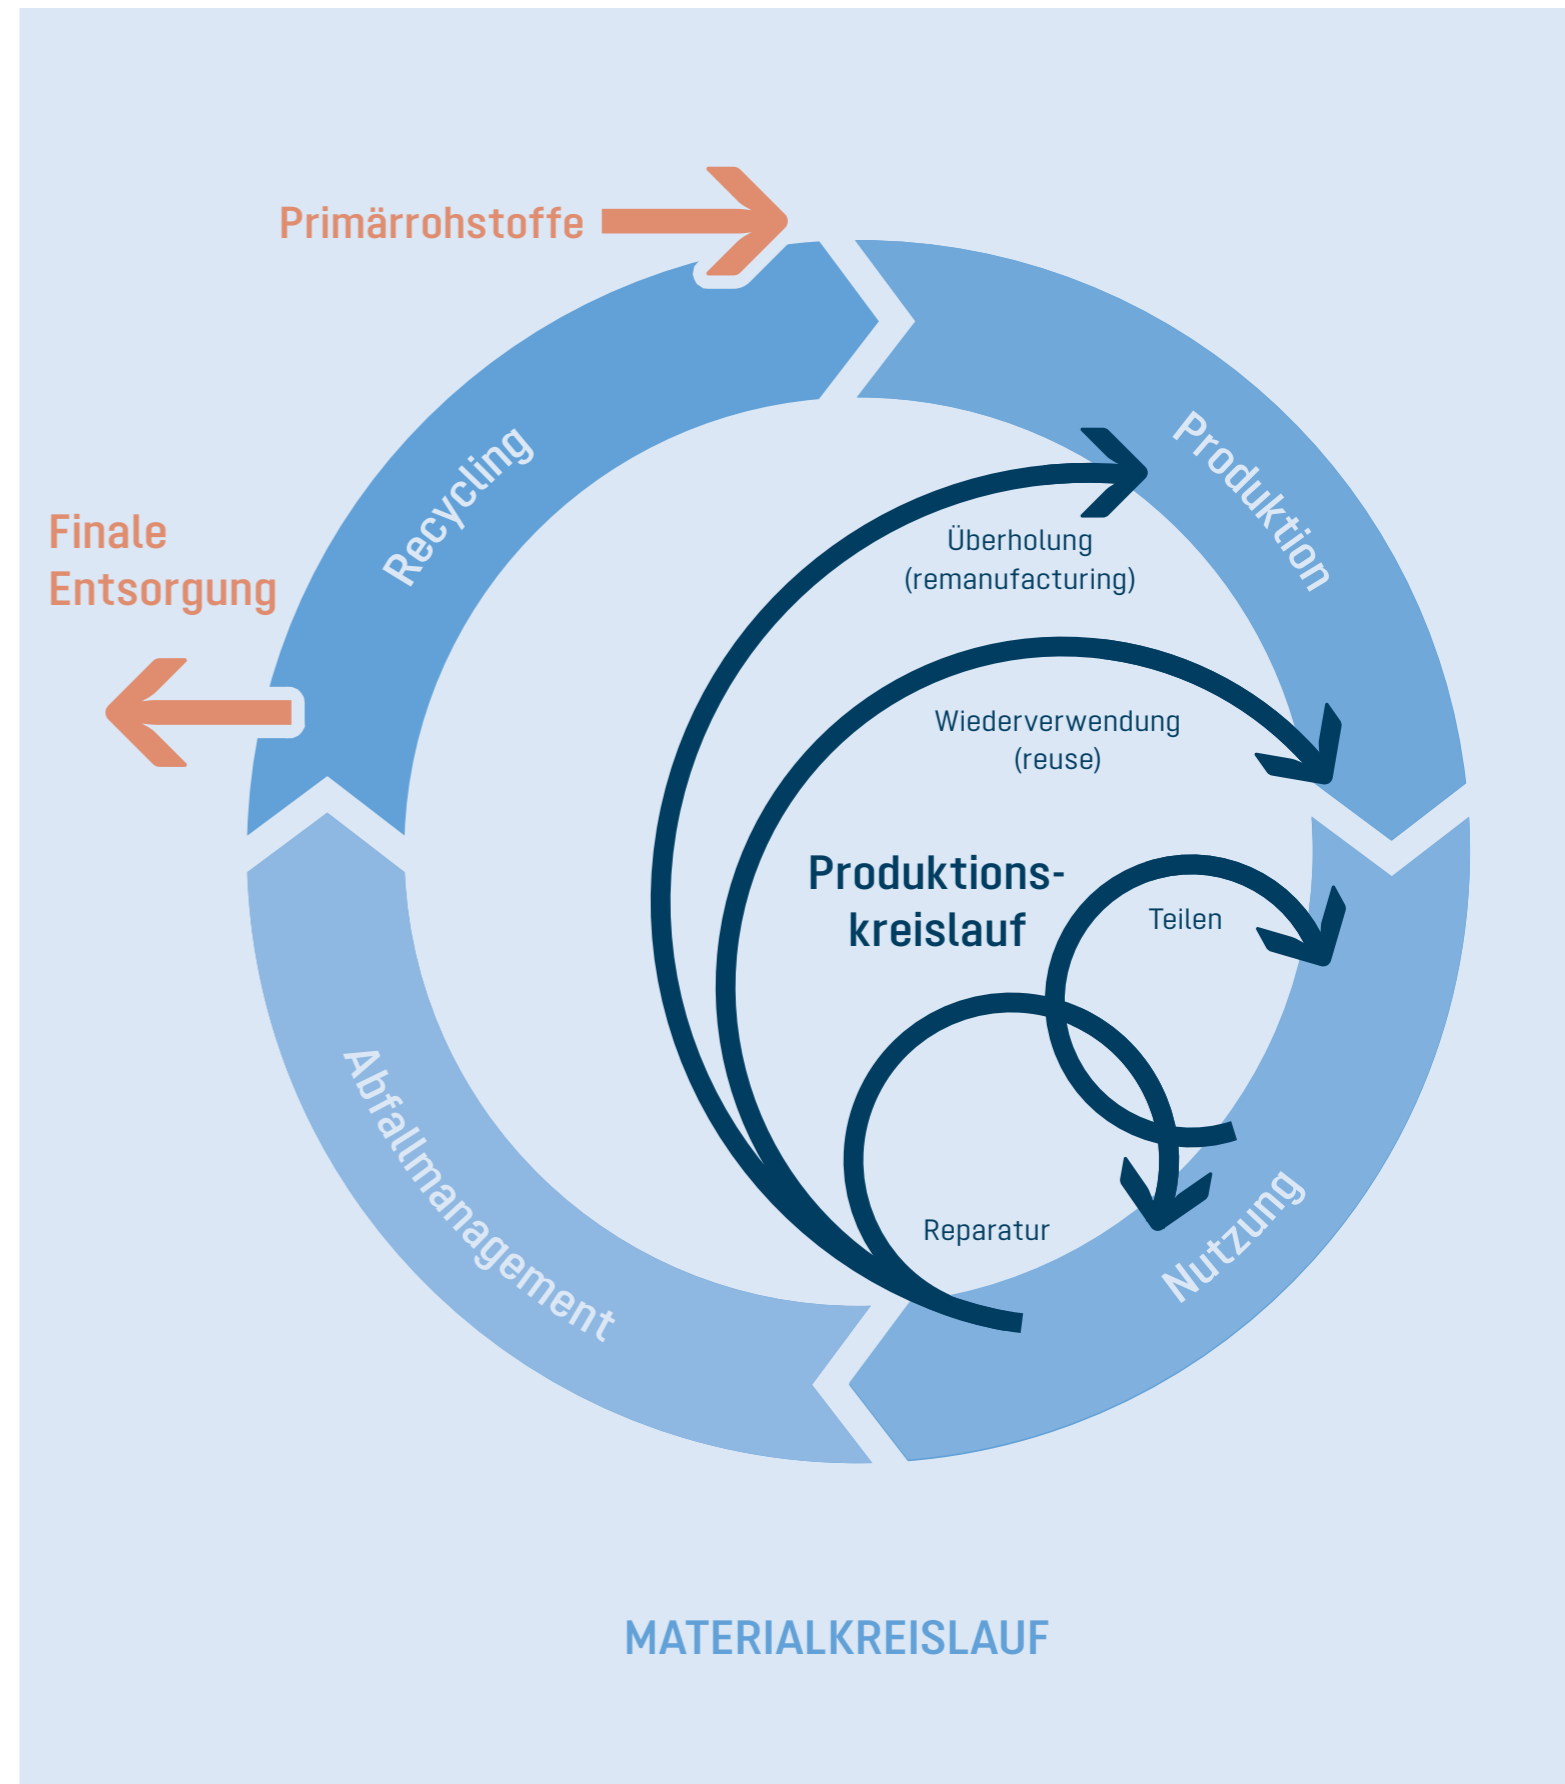 Primärrohstoffe
Recycling
Produktion
Finale
Entsorgung
Überholung
(remanufacturing)
Wiederverwendung
(reuse)
Produktions-
kreislauf
Teilen
Abfallmanagement
Reparatur
Nutzung
MATERIALKREISLAUF